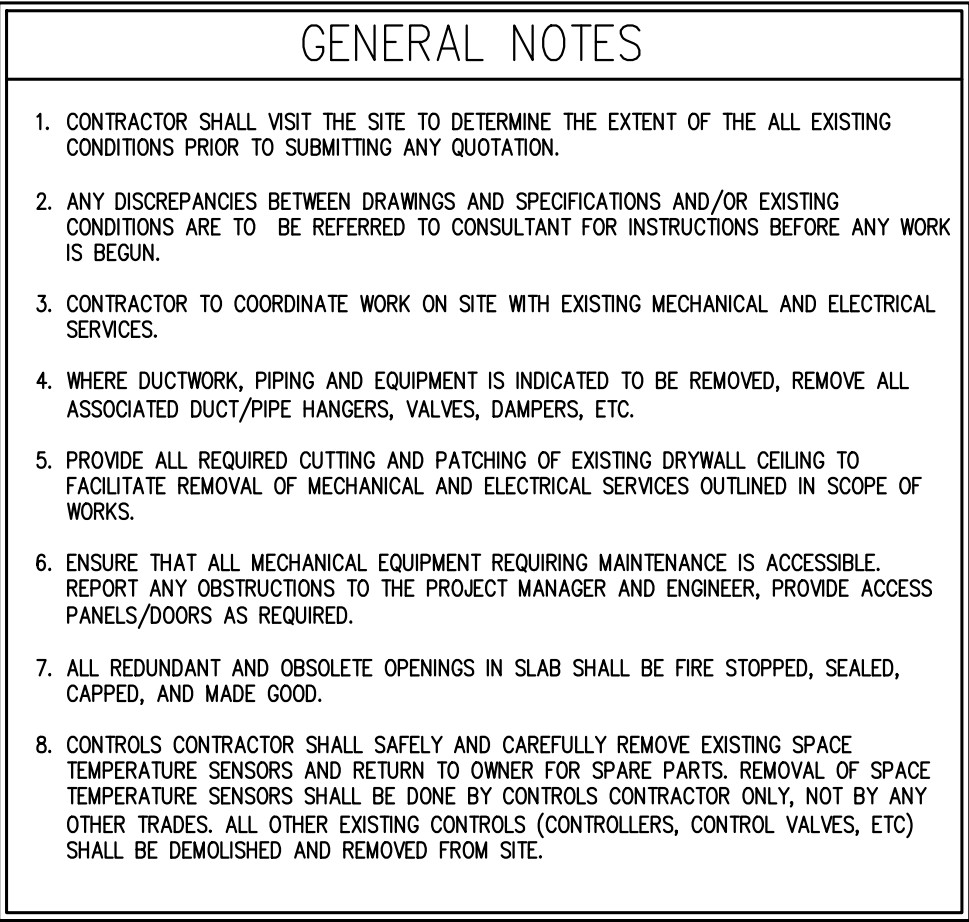 GENERAL NOTES
1. CONTRACTOR SHALL VISIT THE SITE TO DETERMINE THE EXTENT OF THE ALL EXISTING
CONDITIONS PRIOR TO SUBMITTING ANY QUOTATION.
2. ANY DISCREPANCIES BETWEEN DRAWINGS AND SPECIFICATIONS AND/OR EXISTING
CONDITIONS ARE TO BE REFERRED TO CONSULTANT FOR INSTRUCTIONS BEFORE ANY WORK
IS BEGUN.
3. CONTRACTOR TO COORDINATE WORK ON SITE WITH EXISTING MECHANICAL AND ELECTRICAL
SERVICES.
4. WHERE DUCTWORK, PIPING AND EQUIPMENT IS INDICATED TO BE REMOVED, REMOVE ALL
ASSOCIATED DUCT/PIPE HANGERS, VALVES, DAMPERS, ETC.
5. PROVIDE ALL REQUIRED CUTTING AND PATCHING OF EXISTING DRYWALL CEILING TO
FACILITATE REMOVAL OF MECHANICAL AND ELECTRICAL SERVICES OUTLINED IN SCOPE OF
WORKS.
6. ENSURE THAT ALL MECHANICAL EQUIPMENT REQUIRING MAINTENANCE IS ACCESSIBLE.
REPORT ANY OBSTRUCTIONS TO THE PROJECT MANAGER AND ENGINEER, PROVIDE ACCESS
PANELS/DOORS AS REQUIRED.
7. ALL REDUNDANT AND OBSOLETE OPENINGS IN SLAB SHALL BE FIRE STOPPED, SEALED,
CAPPED, AND MADE GOOD.
8. CONTROLS CONTRACTOR SHALL SAFELY AND CAREFULLY REMOVE EXISTING SPACE
TEMPERATURE SENSORS AND RETURN TO OWNER FOR SPARE PARTS. REMOVAL OF SPACE
TEMPERATURE SENSORS SHALL BE DONE BY CONTROLS CONTRACTOR ONLY, NOT BY ANY
OTHER TRADES. ALL OTHER EXISTING CONTROLS (CONTROLLERS, CONTROL VALVES, ETC)
SHALL BE DEMOLISHED AND REMOVED FROM SITE.